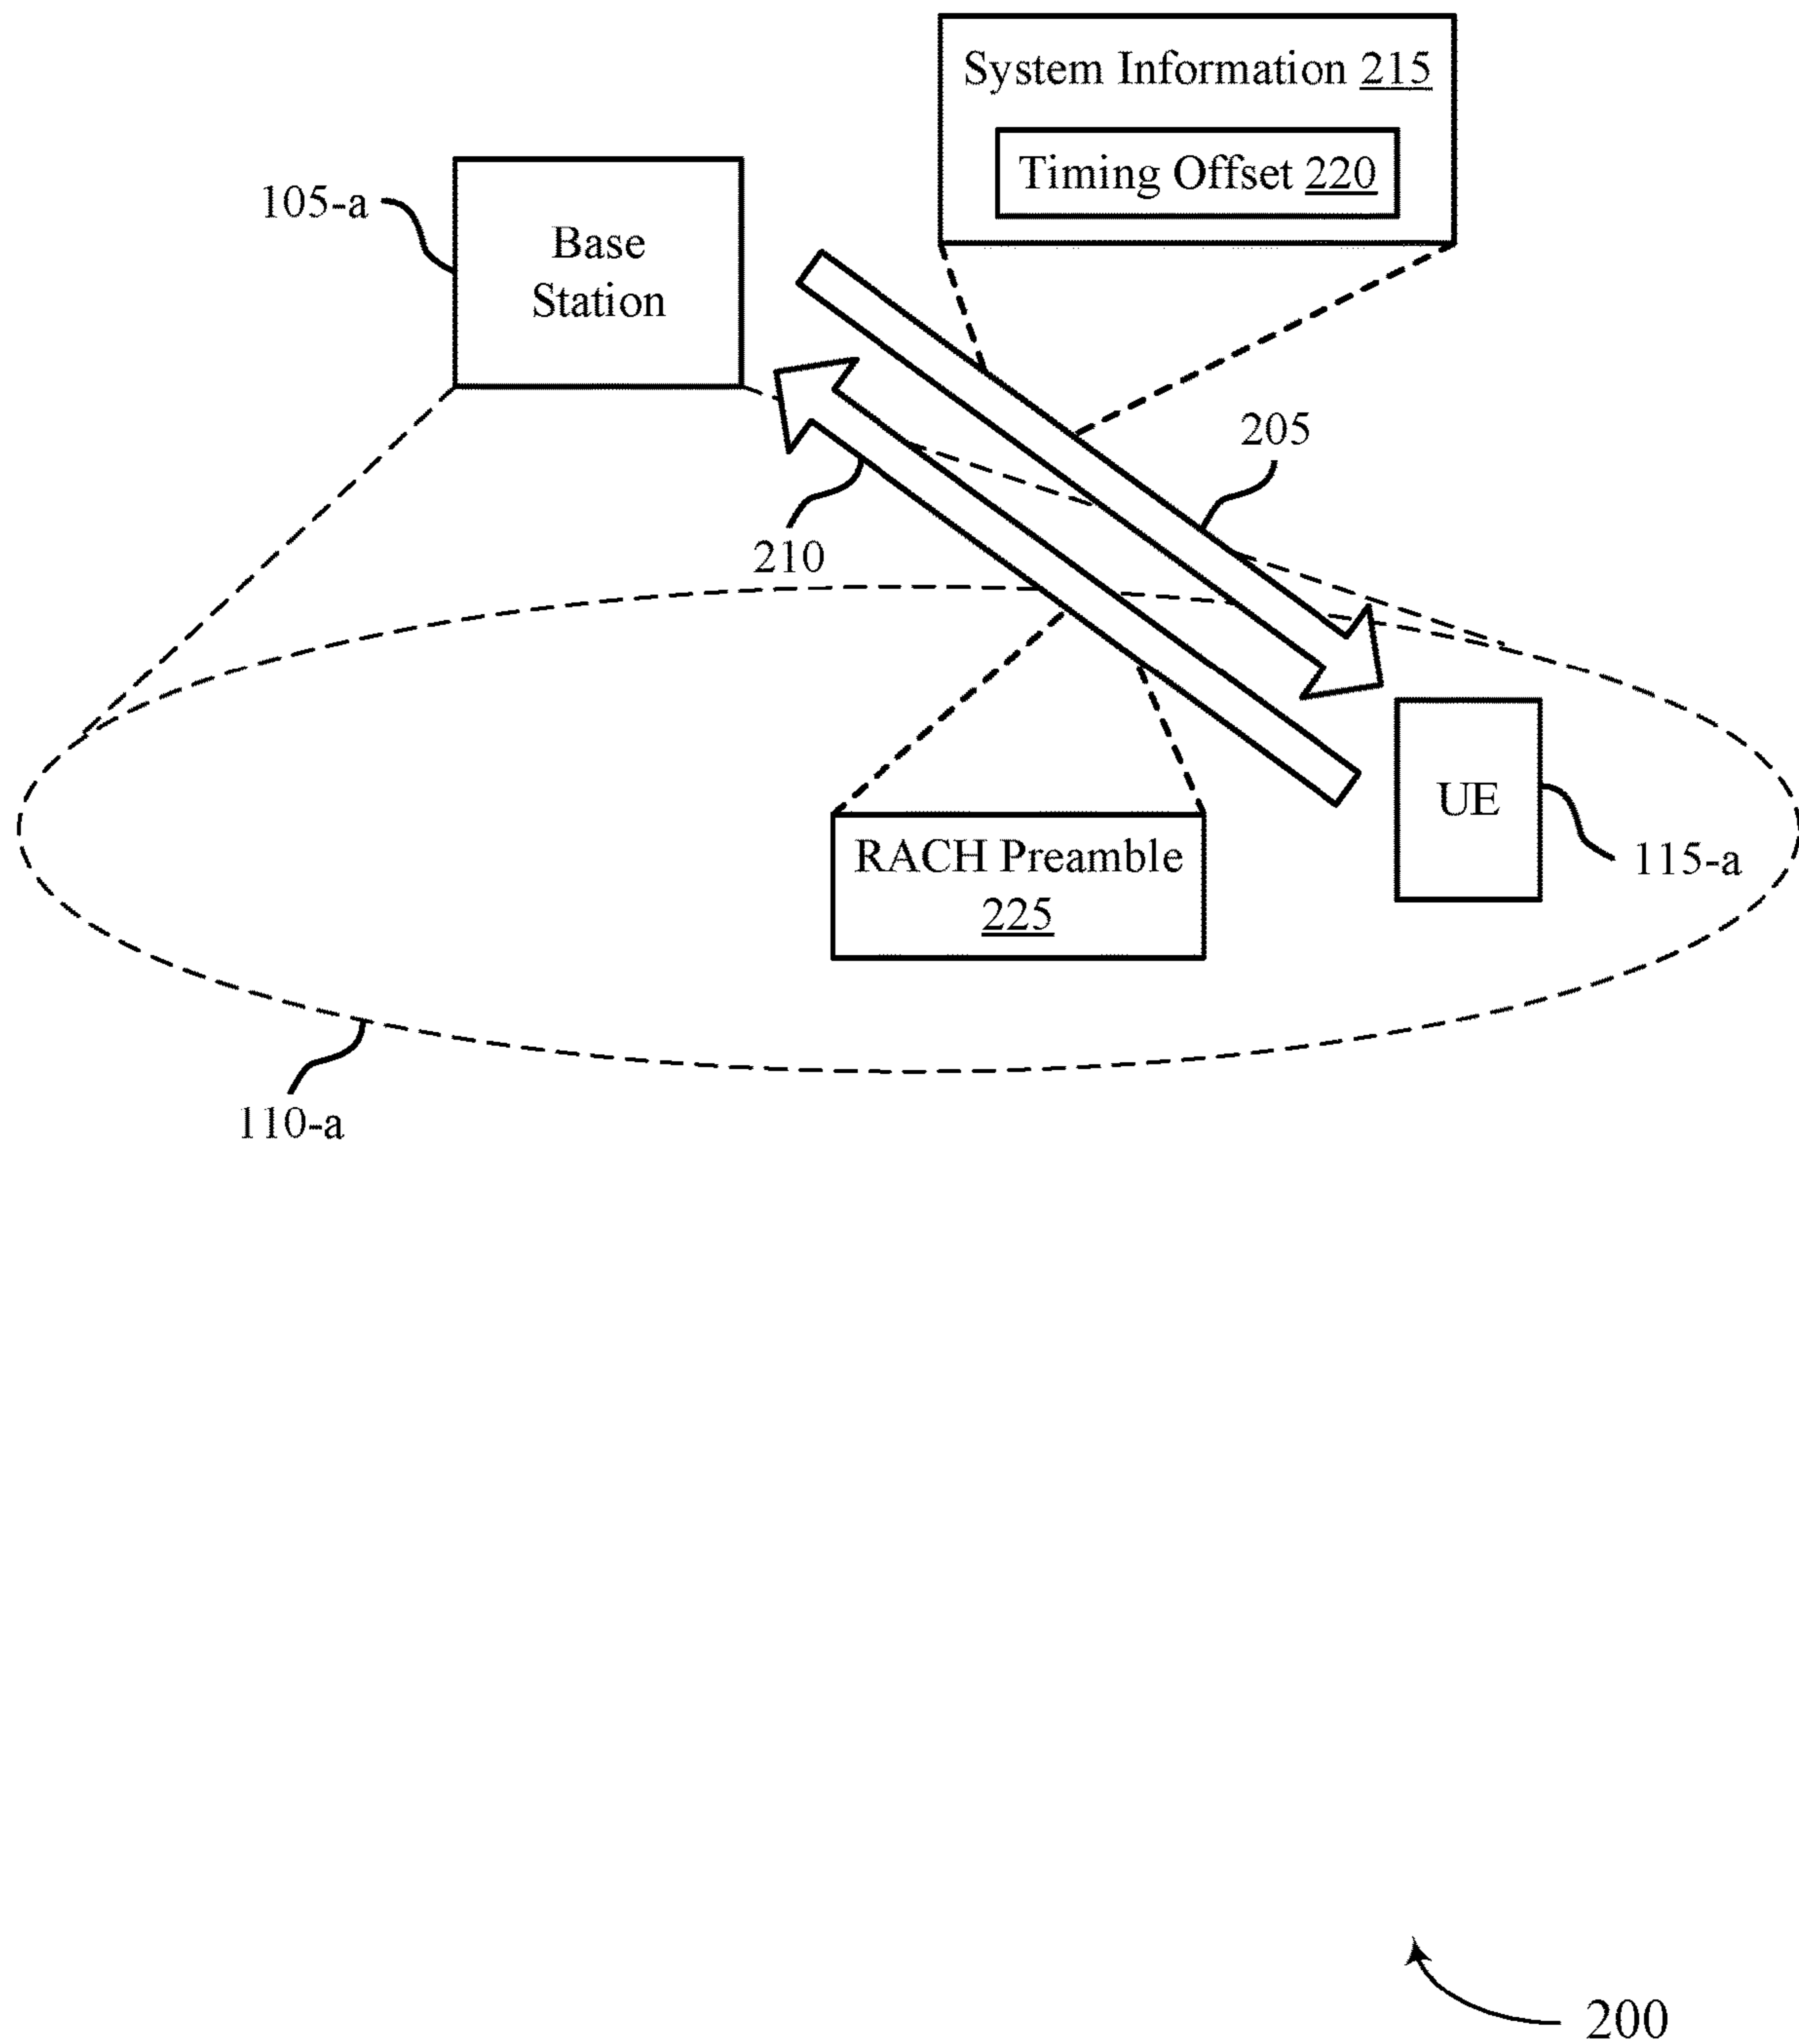 System Information 215
Timing Offset 220
105-a
Base
Station
205
210
UE
RACH Preamble
225
115-a
110-a
200